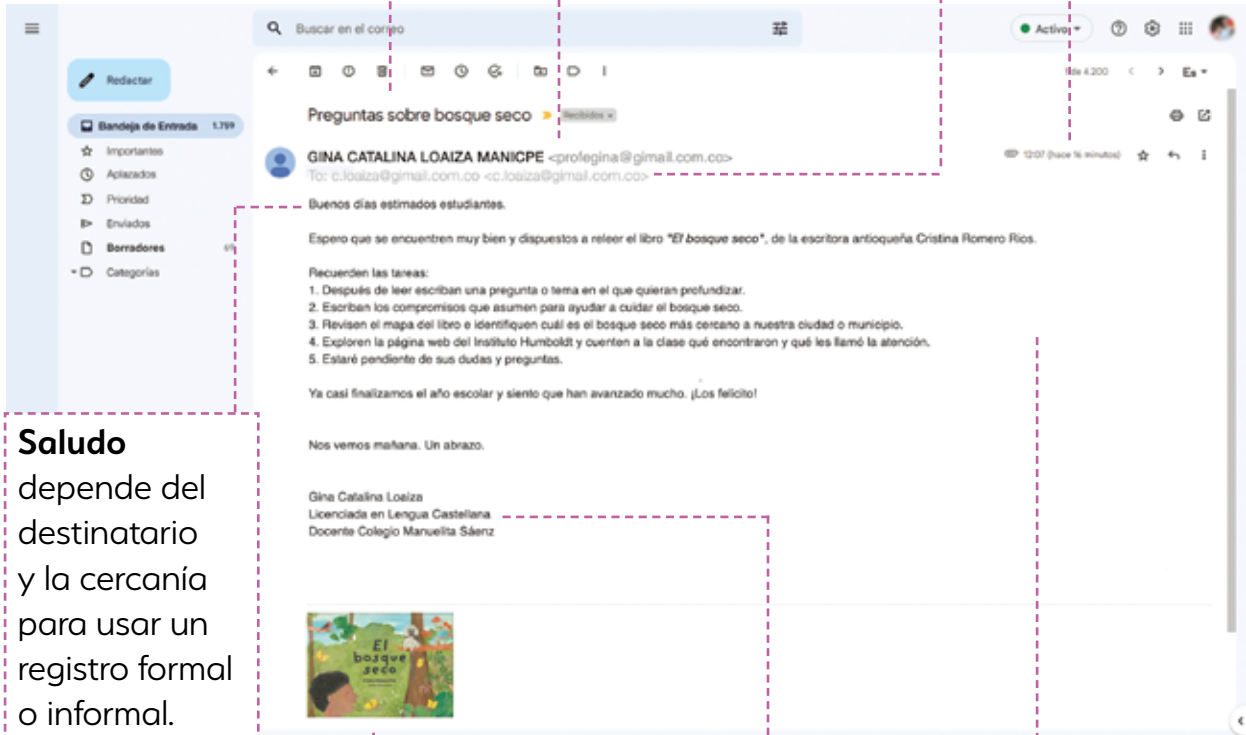 Buscar en el correo
Activo
Redactar
de 4.200
Es
Preguntas sobre bosque seco
Recibidos x
Bandeja de Entrada 1.759
Importantes
Aplazados
Prioridad
Enviados
Borradores
Categorías
GINA CATALINA LOAIZA MANICPE <profegina@gimail.com.co>
12:07 (hace 16 minutos)
To: c.loaiza@gimail.com.co <c.loaiza@gimail.com.co>
Buenos días estimados estudiantes.
Espero que se encuentren muy bien y dispuestos a releer el libro "El bosque seco", de la escritora antioqueña Cristina Romero Ríos.
Recuerden las tareas:
1. Después de leer escriban una pregunta o tema en el que quieran profundizar.
2. Escriban los compromisos que asumen para ayudar a cuidar el bosque seco.
3. Revisen el mapa del libro e identifiquen cuál es el bosque seco más cercano a nuestra ciudad o municipio.
4. Exploren la página web del Instituto Humboldt y cuenten a la clase qué encontraron y qué les llamó la atención.
5. Estaré pendiente de sus dudas y preguntas.
Ya casi finalizamos el año escolar y siento que han avanzado mucho. ¡Los felicito!
Nos vemos mañana. Un abrazo.
Gina Catalina Loaiza
Licenciada en Lengua Castellana
Docente Colegio Manuelita Sáenz
El
bosque
seco
Saludo
depende del
destinatario
y la cercanía
para usar un
registro formal
o informal.